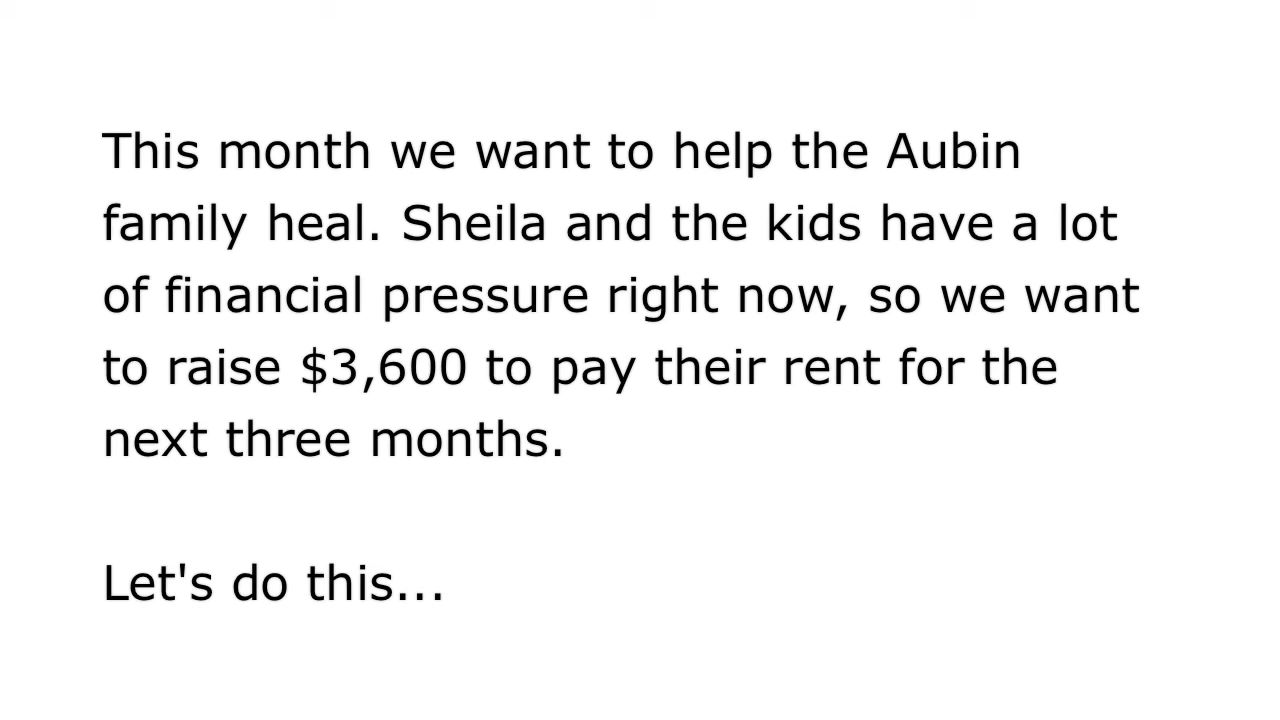 This month we want to help the Aubin
family heal. Sheila and the kids have a lot
of financial pressure right now, so we want
to raise $3,600 to pay their rent for the
next three months.
Let's do this...